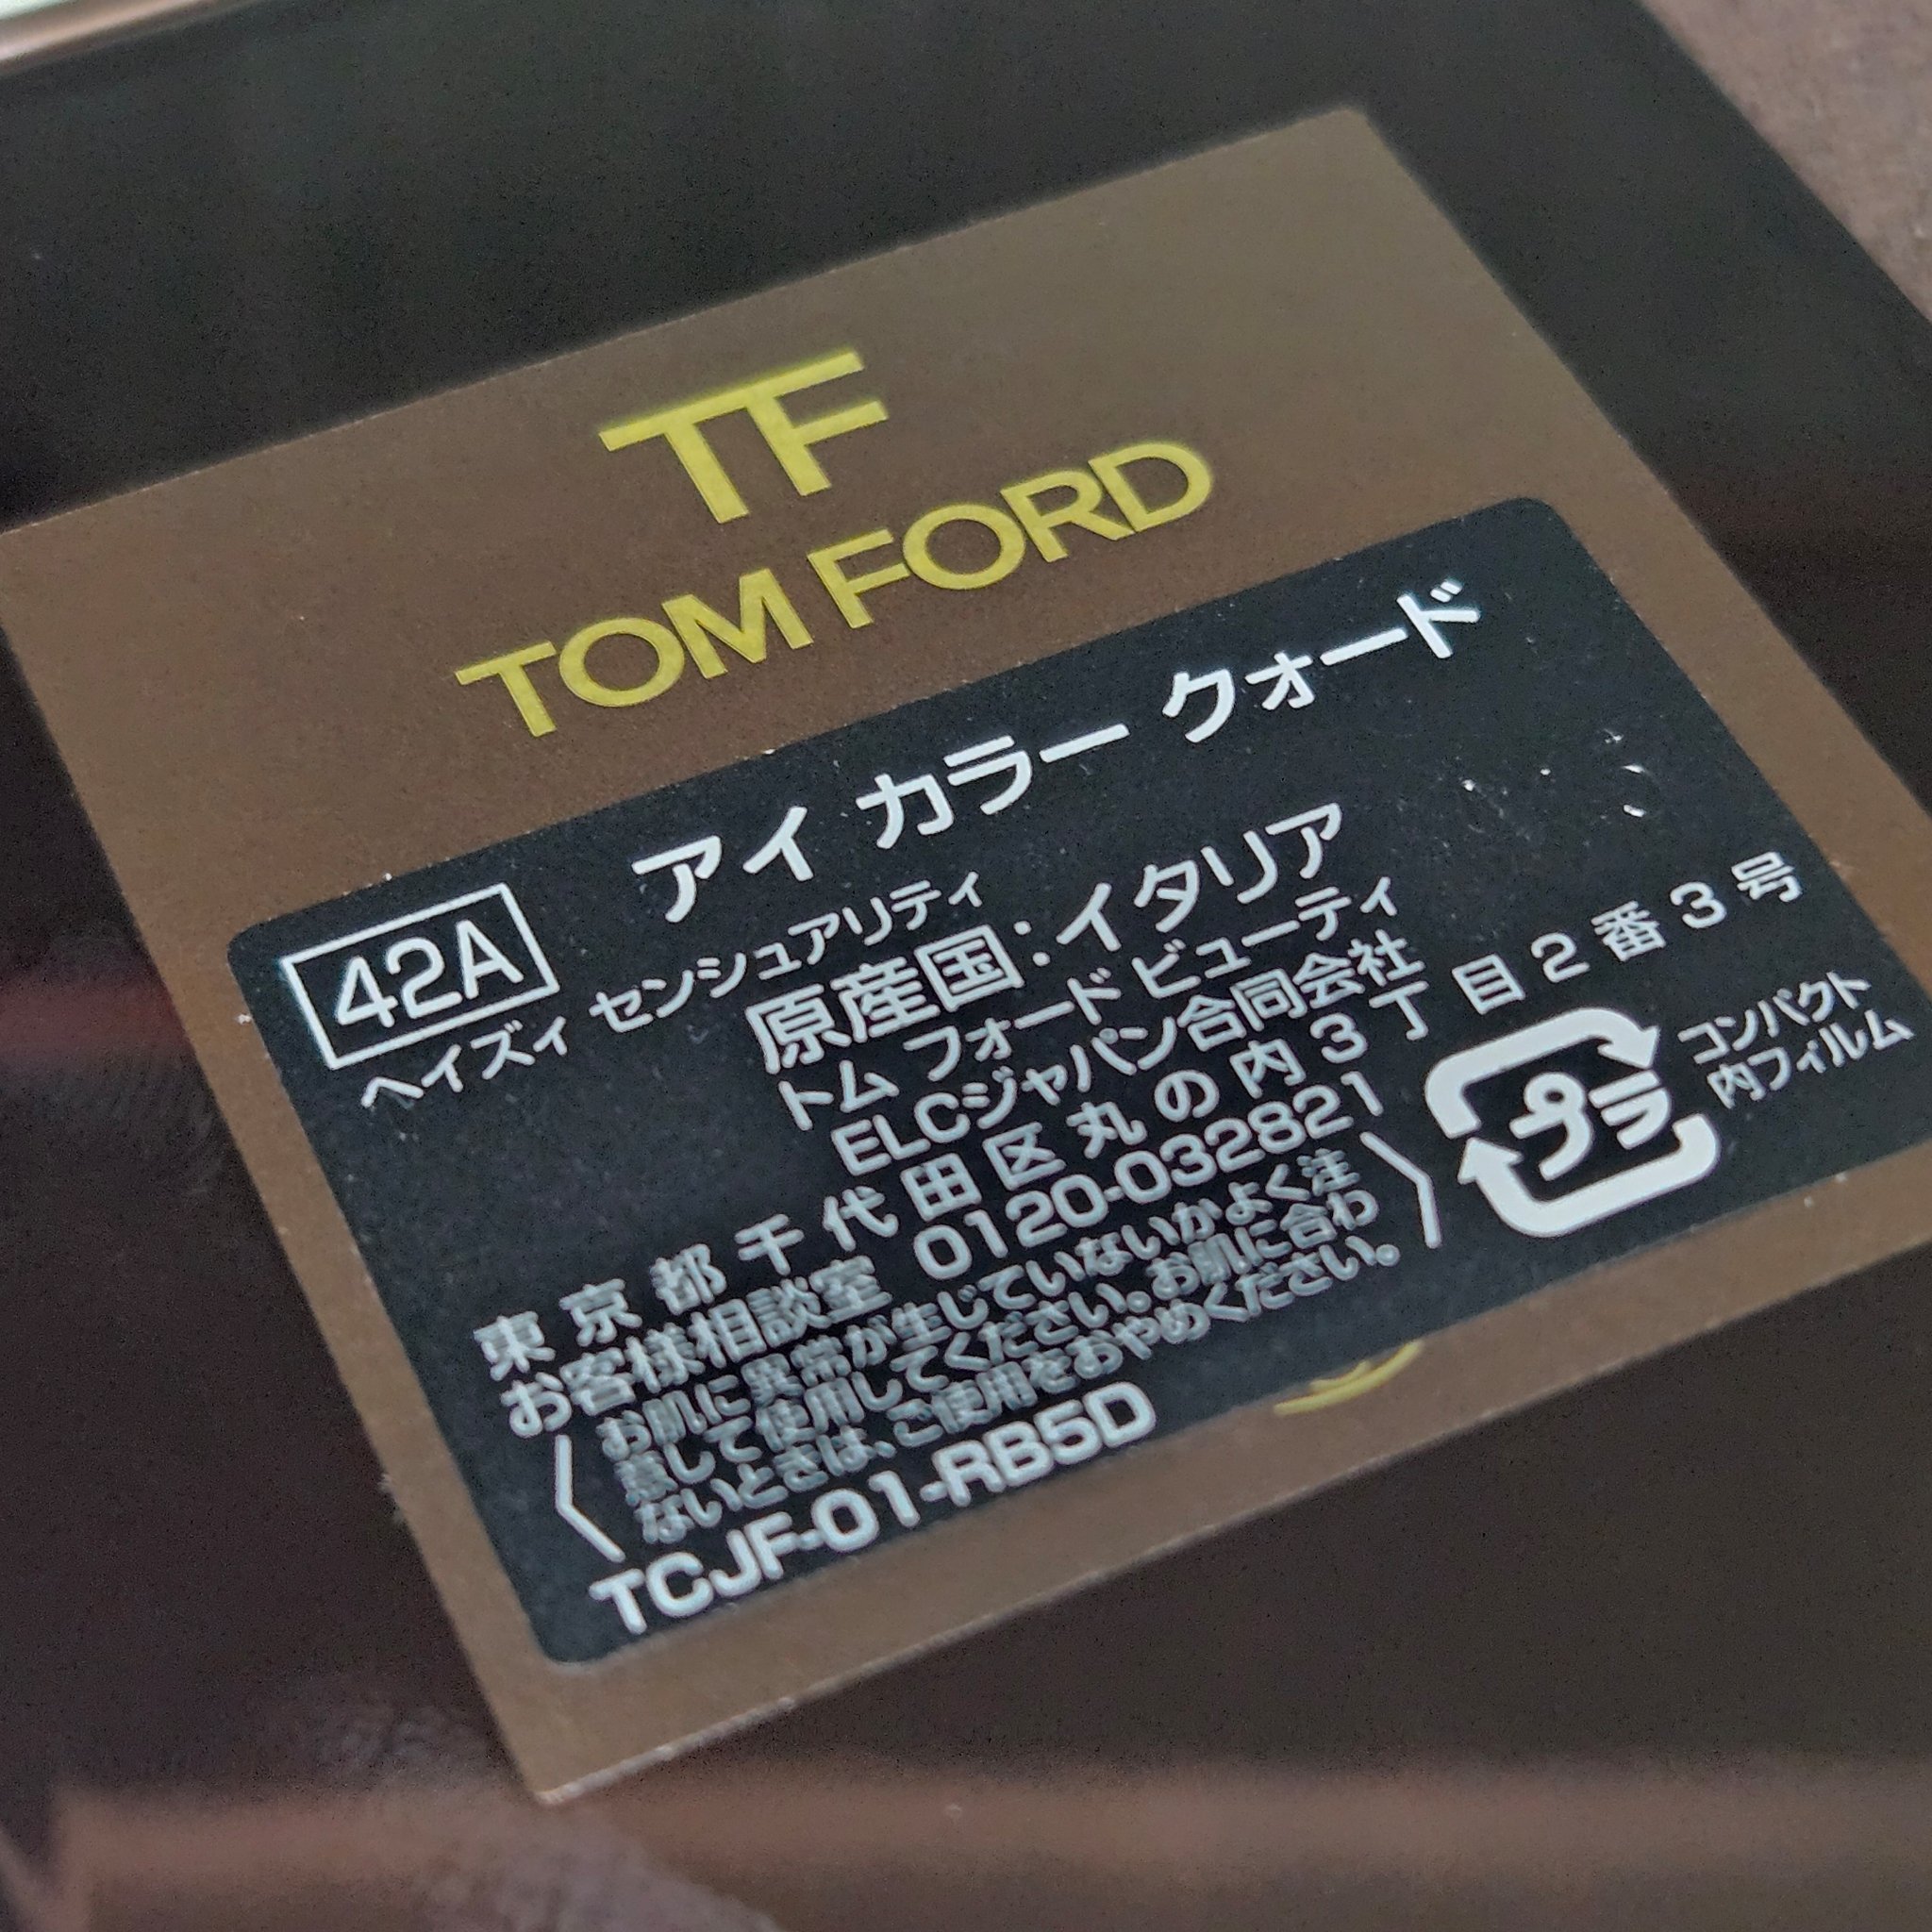 TF
TOM FORD
アイ カラー クォード
42A
ヘイズィ センシュアリティ
原産国:イタリア
トム フォード ビューティ
ELCジャパン合同会社
東京都千代田区丸の内3丁目2番3号
お客様相談室 0120-032821
お肌に異常が生じていないかよく注
意して使用してください。お肌に合わ
ないときは、ご使用をおやめください。
TCJF-01-RB5D
プラ
コンパクト
内フィルム